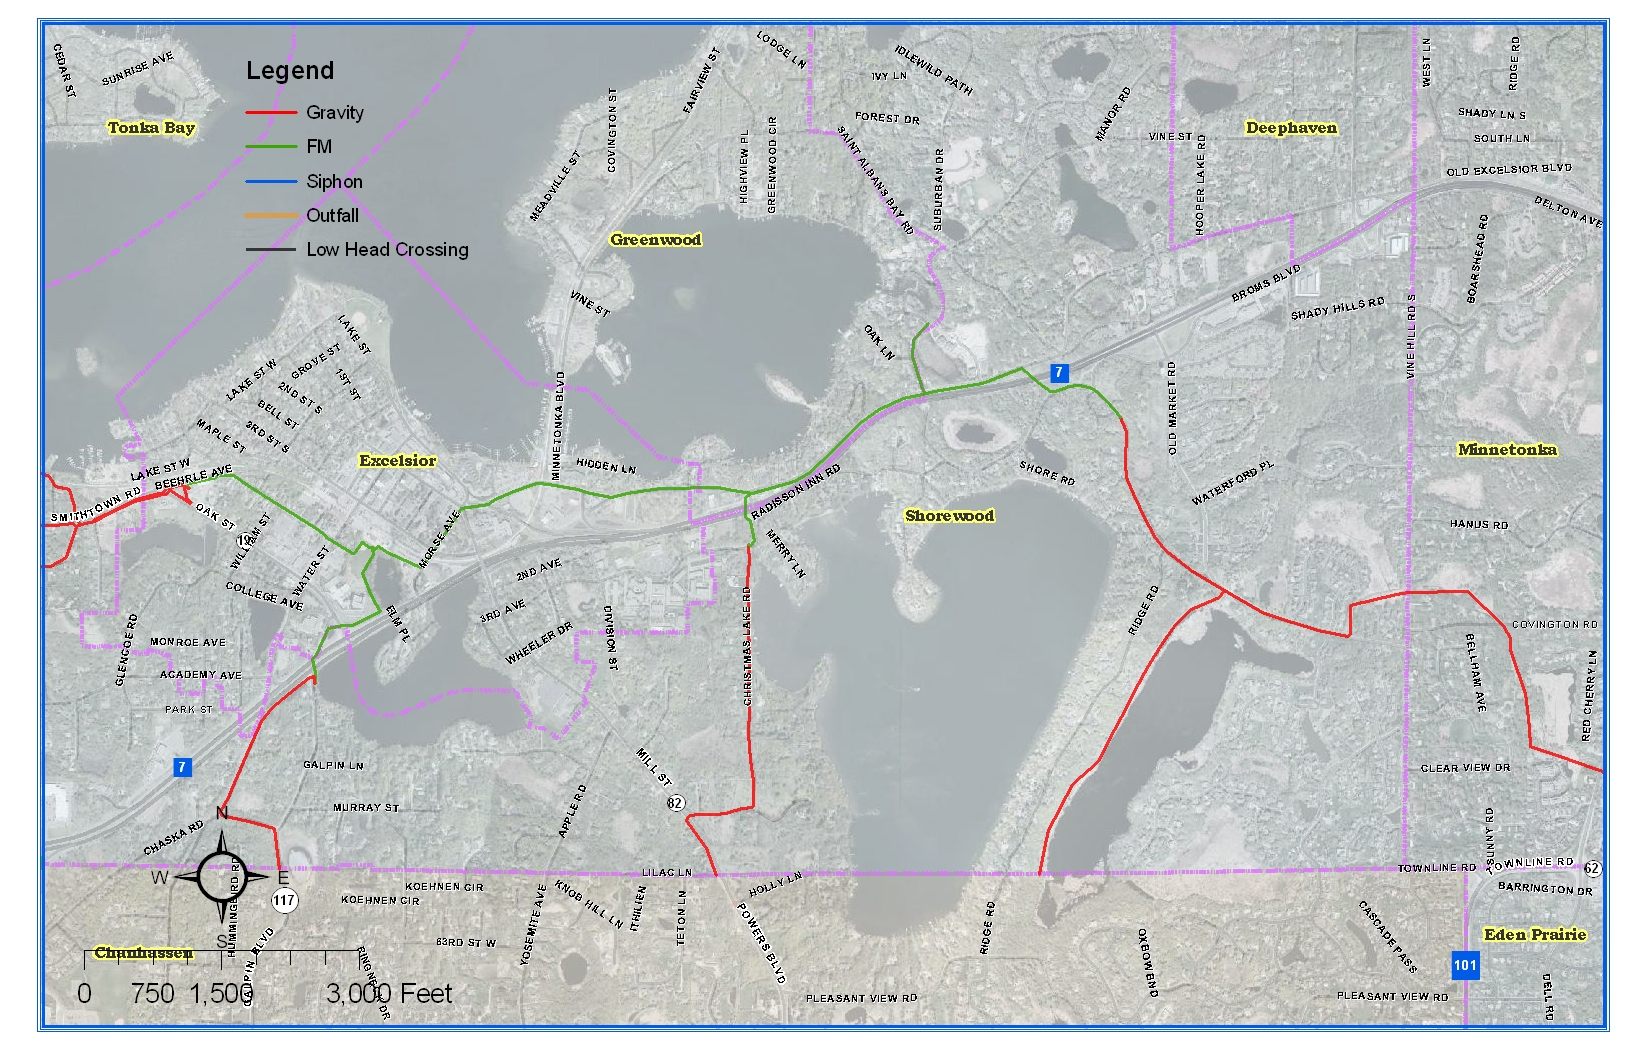 CEDAR ST
SUNRISE AVE
Tonka Bay
Legend
Gravity
FM
Siphon
Outfall
Low Head Crossing
LODGE LN
FAIRVIEW ST
COVINGTON ST
MEADVILLE ST
HIGHVIEW PL
GREENWOOD CIR
IDLEWILD PATH
IVY LN
FOREST DR
SAINT ALBANS BAY RD
SUBURBAN DR
MANOR RD
VINE ST
HOOPER LAKE RD
Deephaven
WEST LN
RIDGE RD
SHADY LN S
SOUTH LN
OLD EXCELSIOR BLVD
DELTON AVE
BOARSHEAD RD
Greenwood
VINE ST
BROMS BLVD
SHADY HILLS RD
VINE HILL RD S
OAK LN
7
OLD MARKET RD
LAKE ST
GROVE ST
LAKE ST W
1ST ST
2ND ST S
BELL ST
3RD ST S
MAPLE ST
Excelsior
MINNETONKA BLVD
HIDDEN LN
LAKE ST W
BEEHRLE AVE
SMITHTOWN RD
OAK ST
19
WILLIAM ST
WATER ST
MORSE AVE
COLLEGE AVE
RADISSON INN RD
SHORE RD
WATERFORD PL
Minnetonka
Shorewood
HANUS RD
MERRY LN
2ND AVE
3RD AVE
WHEELER DR
DIVISION ST
CHRISTMAS LAKE RD
ELM PL
RIDGE RD
COVINGTON RD
BELLHAM AVE
RED CHERRY LN
GLENCOE RD
MONROE AVE
ACADEMY AVE
PARK ST
7
GALPIN LN
MURRAY ST
MILL ST
82
APPLE RD
CLEAR VIEW DR
SUNNY RD
CHASKA RD
N
W
E
S
117
HUMMINGBIRD RD
KOEHNEN CIR
KOEHNEN CIR
LILAC LN
HOLLY LN
TOWNLINE RD
TOWNLINE RD
62
BARRINGTON DR
YOSEMITE AVE
KNOB HILL LN
ITHILIEN
TETON LN
POWERS BLVD
RIDGE RD
OXBOW BND
CASCADE PASS
Eden Prairie
101
63RD ST W
Chanhassen
GALPIN BLVD
PLEASANT VIEW RD
PLEASANT VIEW RD
DELL RD
0 750 1,500 3,000 Feet